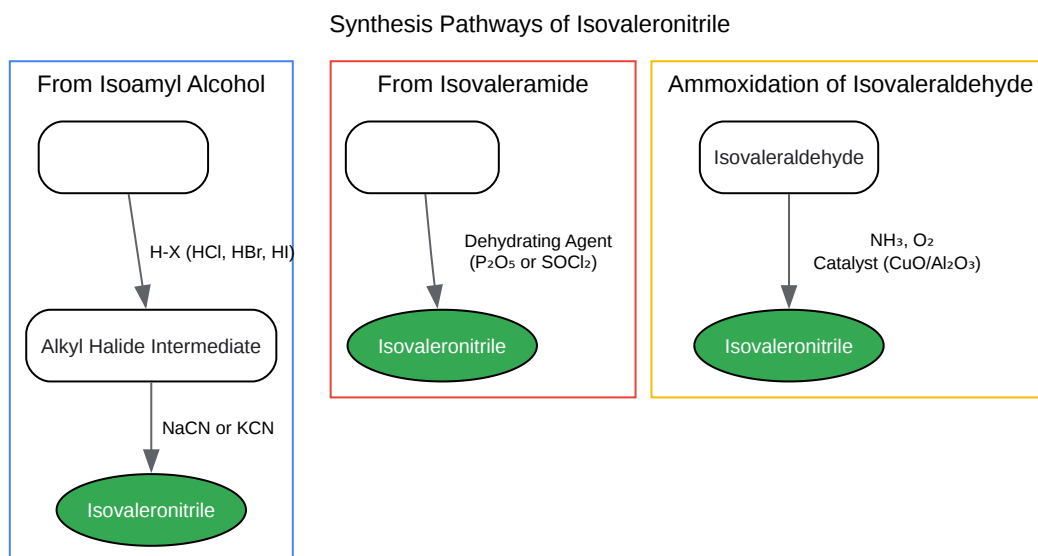 Synthesis Pathways of Isovaleronitrile
From Isoamyl Alcohol
H-X (HCl, HBr, HI)
Alkyl Halide Intermediate
NaCN or KCN
Isovaleronitrile
From Isovaleramide
Dehydrating Agent
(P₂O₅ or SOCl₂)
Isovaleronitrile
Ammoxidation of Isovaleraldehyde
Isovaleraldehyde
NH₃, O₂
Catalyst (CuO/Al₂O₃)
Isovaleronitrile